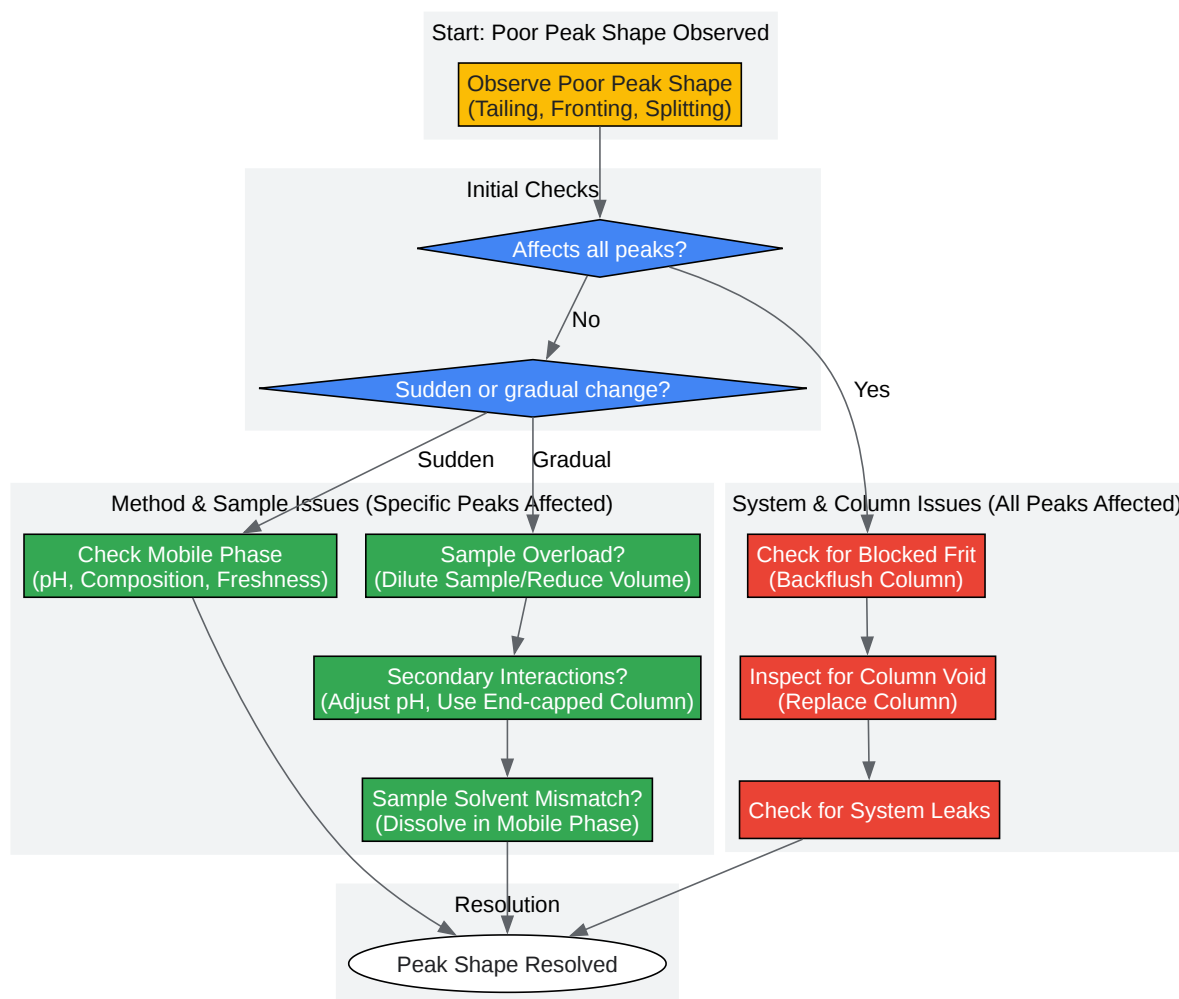 Start: Poor Peak Shape Observed
Observe Poor Peak Shape
(Tailing, Fronting, Splitting)
Initial Checks
Affects all peaks?
No
Sudden or gradual change?
Yes
Sudden
Gradual
Method & Sample Issues (Specific Peaks Affected)
System & Column Issues (All Peaks Affected)
Check Mobile Phase
(pH, Composition, Freshness)
Sample Overload?
(Dilute Sample/Reduce Volume)
Check for Blocked Frit
(Backflush Column)
Secondary Interactions?
(Adjust pH, Use End-capped Column)
Inspect for Column Void
(Replace Column)
Sample Solvent Mismatch?
(Dissolve in Mobile Phase)
Check for System Leaks
Resolution
Peak Shape Resolved